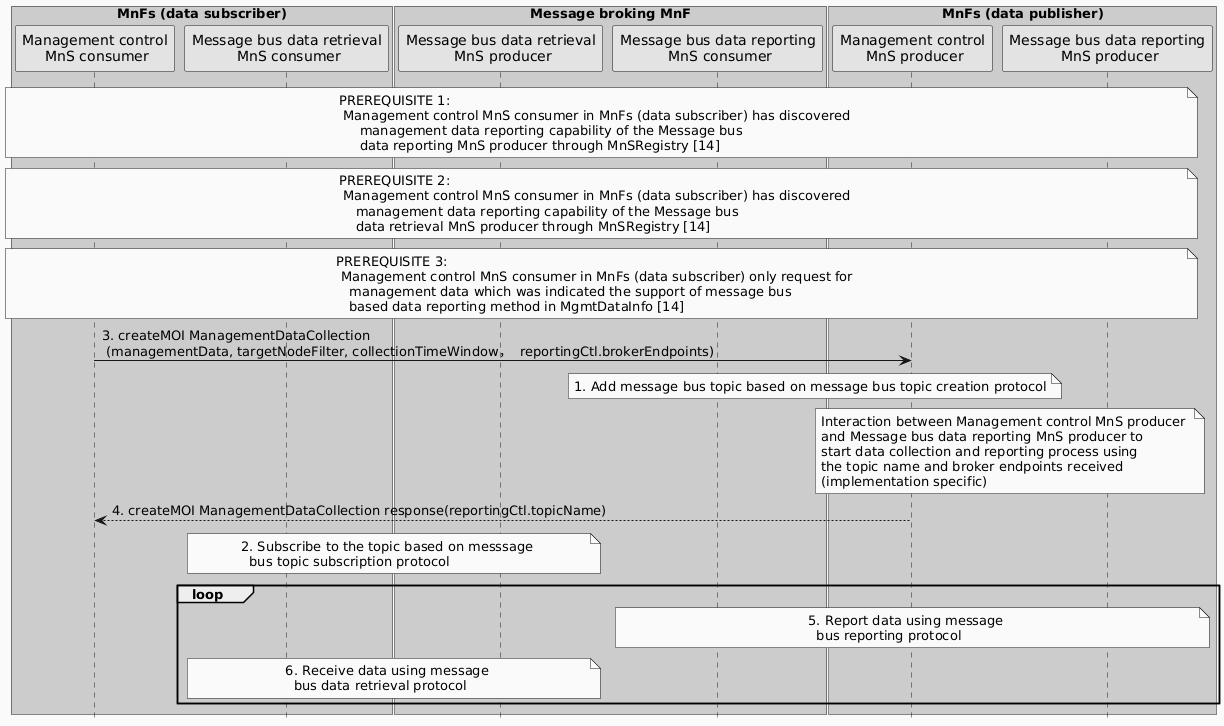 MnFs (data subscriber)
Message broking MnF
MnFs (data publisher)
Management control
MnS consumer
Message bus data retrieval
MnS consumer
Message bus data retrieval
MnS producer
Message bus data reporting
MnS consumer
Management control
MnS producer
Message bus data reporting
MnS producer
PREREQUISITE 1:
Management control MnS consumer in MnFs (data subscriber) has discovered
management data reporting capability of the Message bus
data reporting MnS producer through MnSRegistry [14]
PREREQUISITE 2:
Management control MnS consumer in MnFs (data subscriber) has discovered
management data reporting capability of the Message bus
data retrieval MnS producer through MnSRegistry [14]
PREREQUISITE 3:
Management control MnS consumer in MnFs (data subscriber) only request for
management data which was indicated the support of message bus
based data reporting method in MgmtDataInfo [14]
3. createMOI ManagementDataCollection
(managementData, targetNodeFilter, collectionTimeWindow， reportingCtl.brokerEndpoints)
1. Add message bus topic based on message bus topic creation protocol
Interaction between Management control MnS producer
and Message bus data reporting MnS producer to
start data collection and reporting process using
the topic name and broker endpoints received
(implementation specific)
4. createMOI ManagementDataCollection response(reportingCtl.topicName)
2. Subscribe to the topic based on messsage
bus topic subscription protocol
loop
5. Report data using message
bus reporting protocol
6. Receive data using message
bus data retrieval protocol